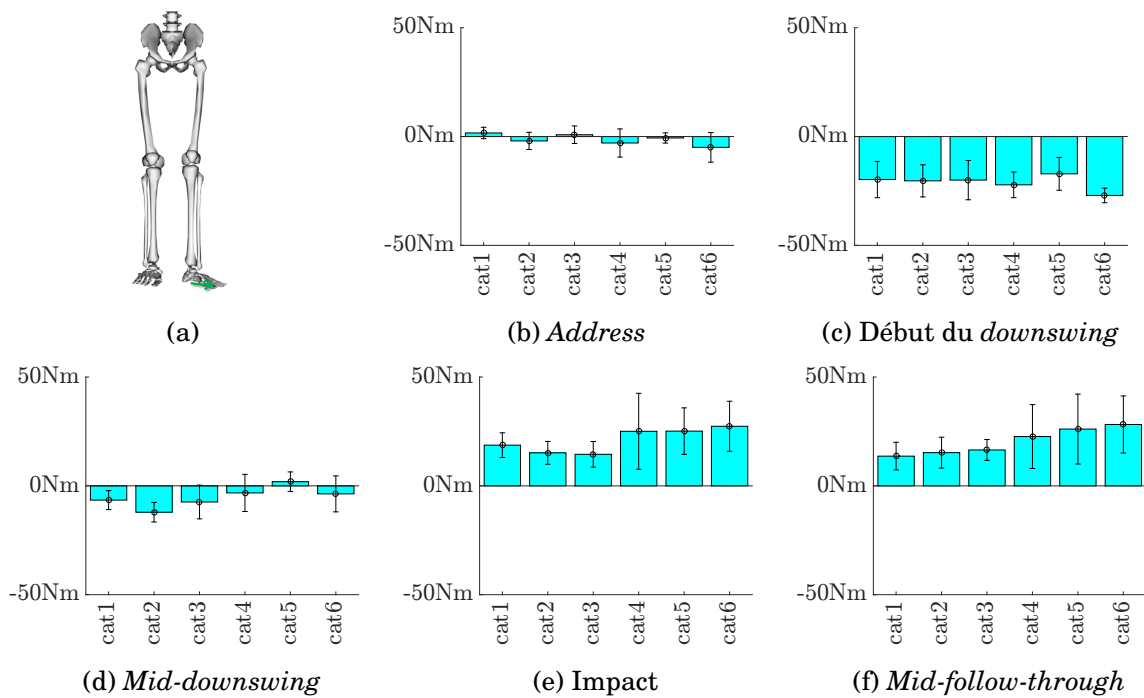 50Nm
0Nm
-50Nm
cat1
cat2
cat3
cat4
cat5
cat6
50Nm
0Nm
-50Nm
cat1
cat2
cat3
cat4
cat5
cat6
(a)
(b) Address
(c) Début du downswing
50Nm
0Nm
-50Nm
cat1
cat2
cat3
cat4
cat5
cat6
50Nm
0Nm
-50Nm
cat1
cat2
cat3
cat4
cat5
cat6
50Nm
0Nm
-50Nm
cat1
cat2
cat3
cat4
cat5
cat6
(d) Mid-downswing
(e) Impact
(f) Mid-follow-through